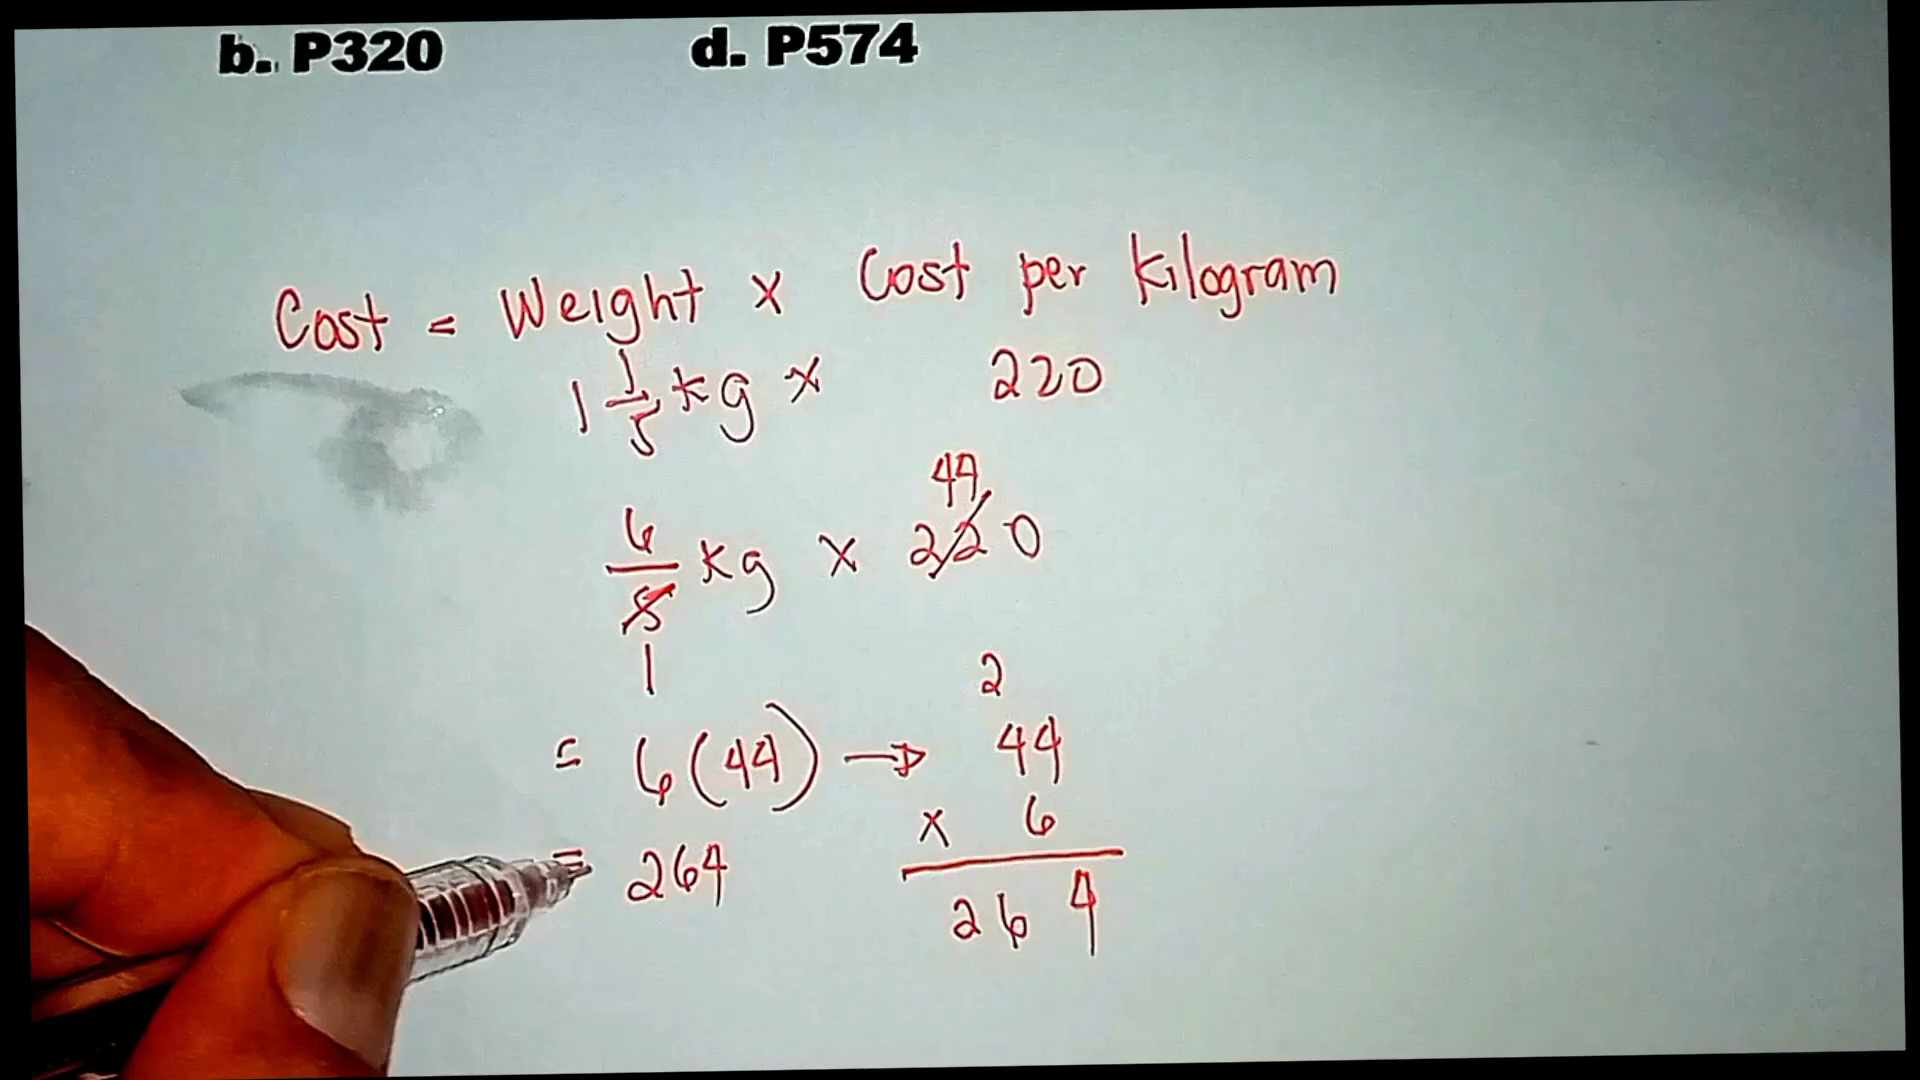 b. P320 d. P574
Cost = Weight x Cost per kilogram
1 1/5 kg x 220
44
6/5 kg x 220
1
2
= 6(44) → 44
x 6
= 264
264